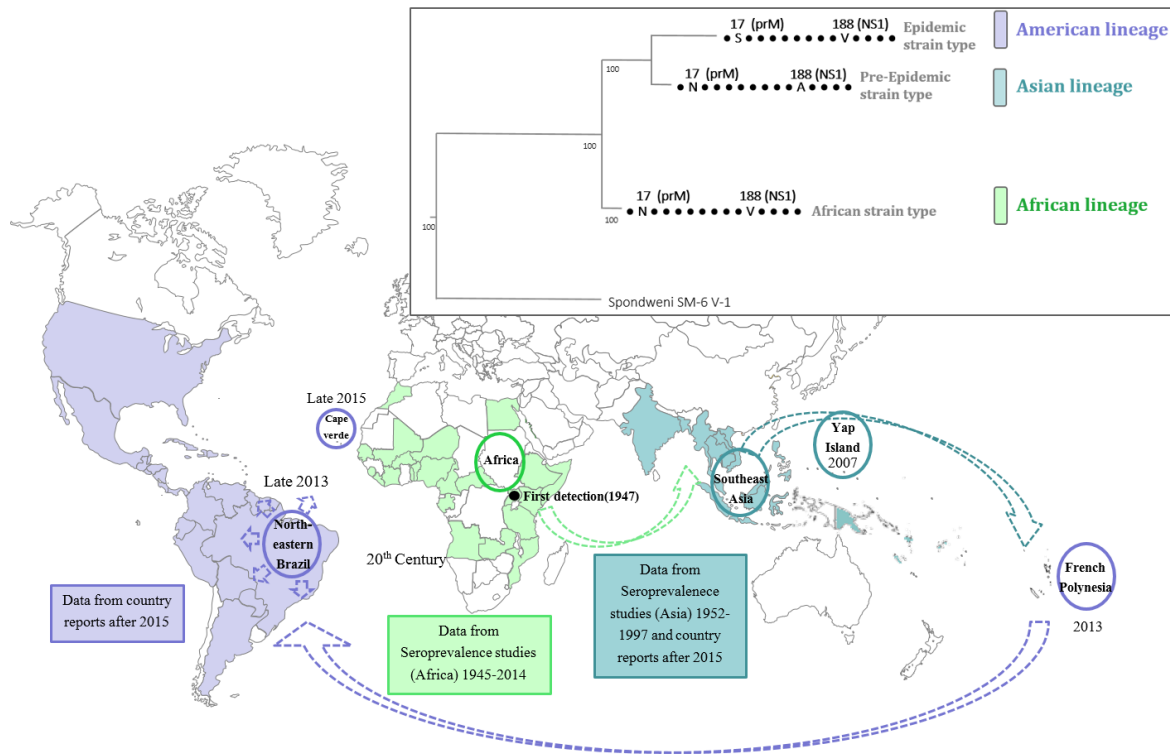 17 (prM) 188 (NS1)
S V
Epidemic
strain type
American lineage
17 (prM) 188 (NS1)
N A
Pre-Epidemic
strain type
Asian lineage
100
100
17 (prM) 188 (NS1)
N V
African strain type
African lineage
100
100
Spondweni SM-6 V-1
Late 2015
Cape
verde
Africa
First detection(1947)
20th Century
Southeast
Asia
Yap
Island
2007
French
Polynesia
2013
Late 2013
North-
eastern
Brazil
Data from country
reports after 2015
Data from
Seroprevalence studies
(Africa) 1945-2014
Data from
Seroprevalenece
studies (Asia) 1952-
1997 and country
reports after 2015